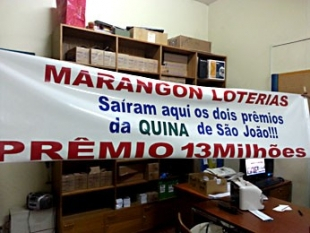 MARANGON LOTERIAS
Saíram aqui os dois prêmios
da QUINA de São João!!!
PRÊMIO 13Milhões